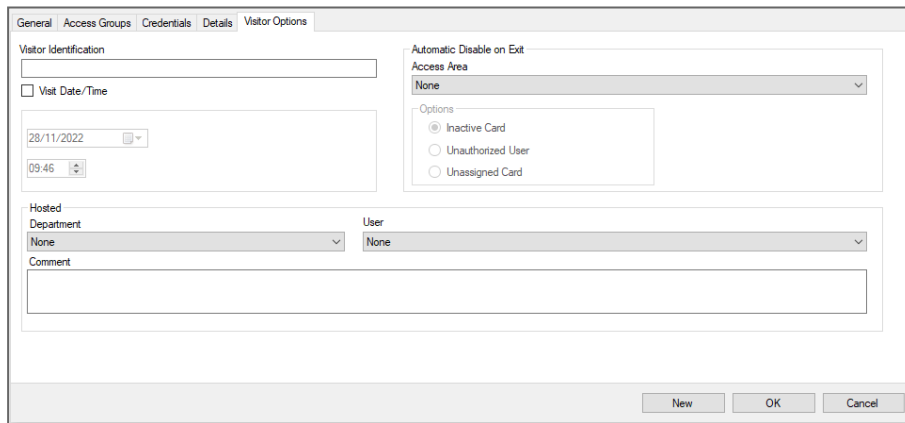 General Access Groups Credentials Details Visitor Options
Visitor Identification
Visit Date/Time
28/11/2022
09:46
Automatic Disable on Exit
Access Area
None
Options
Inactive Card
Unauthorized User
Unassigned Card
Hosted
Department
None
User
None
Comment
New OK Cancel